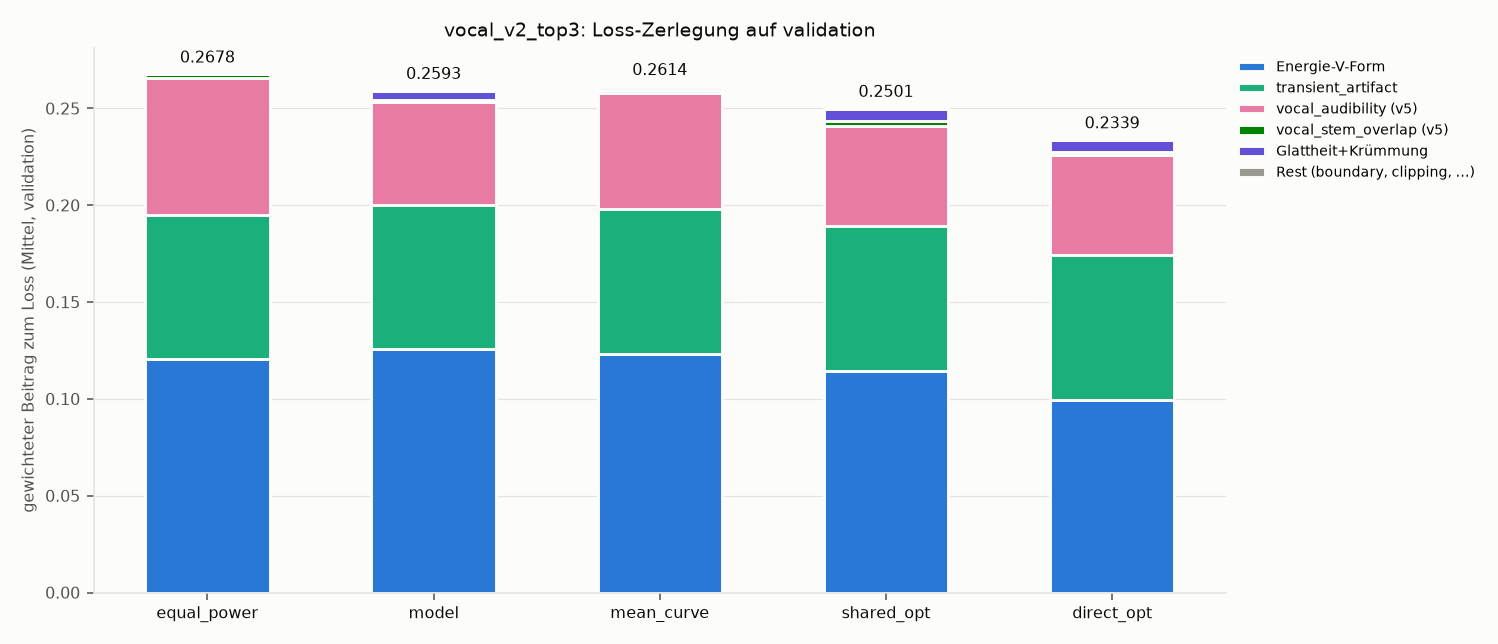 vocal_v2_top3: Loss-Zerlegung auf validation
0.2678
0.2593
0.2614
0.2501
0.2339
gewichteter Beitrag zum Loss (Mittel, validation)
0.25
0.20
0.15
0.10
0.05
0.00
equal_power
model
mean_curve
shared_opt
direct_opt
Energie-V-Form
transient_artifact
vocal_audibility (v5)
vocal_stem_overlap (v5)
Glattheit+Krümmung
Rest (boundary, clipping, ...)